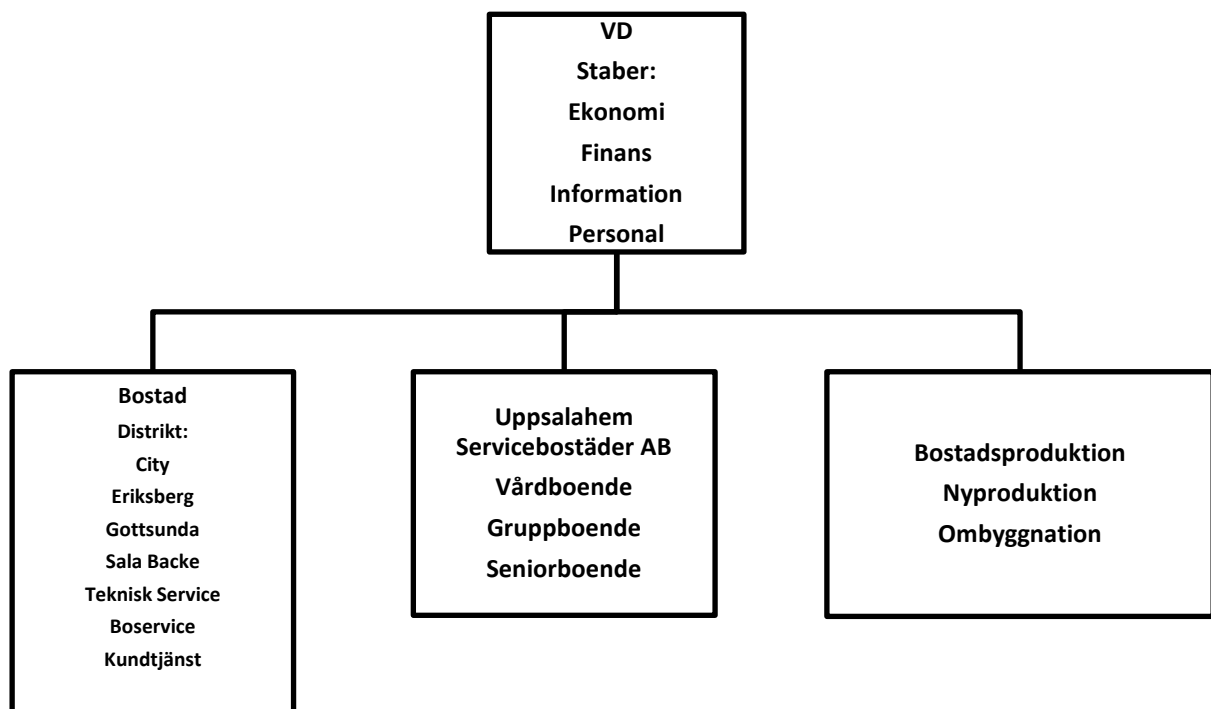 VD
Staber:
Ekonomi
Finans
Information
Personal
Bostad
Distrikt:
City
Eriksberg
Gottsunda
Sala Backe
Teknisk Service
Boservice
Kundtjänst
Uppsalahem
Servicebostäder AB
Vårdboende
Gruppboende
Seniorboende
Bostadsproduktion
Nyproduktion
Ombyggnation